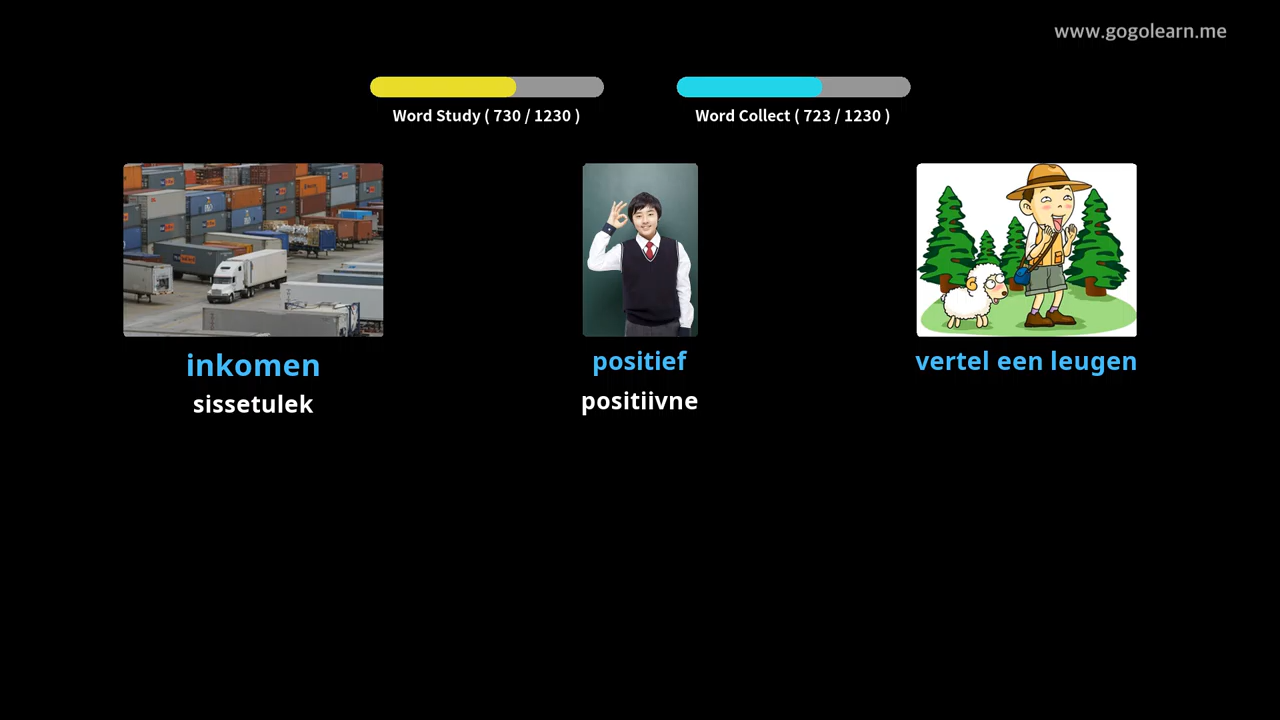 www.gogolearn.me
Word Study ( 730 / 1230 )
Word Collect ( 723 / 1230 )
inkomen
positief
vertel een leugen
sissetulek
positiivne